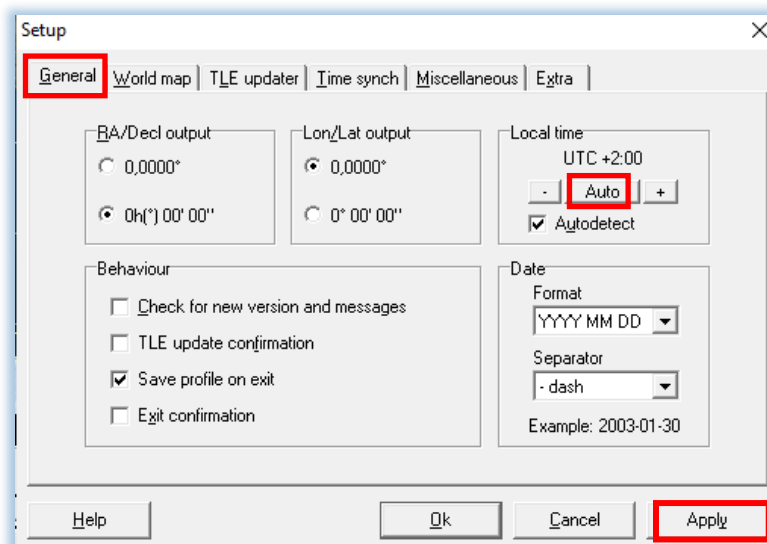 Setup
General World map TLE updater Time synch Miscellaneous Extra
RA/Decl output
0,0000°
0h(°) 00' 00''
Lon/Lat output
0,0000°
0° 00' 00''
Local time
UTC +2:00
- Auto +
Autodetect
Behaviour
Check for new version and messages
TLE update confirmation
Save profile on exit
Exit confirmation
Date
Format
YYYY MM DD
Separator
- dash
Example: 2003-01-30
Help Ok Cancel Apply